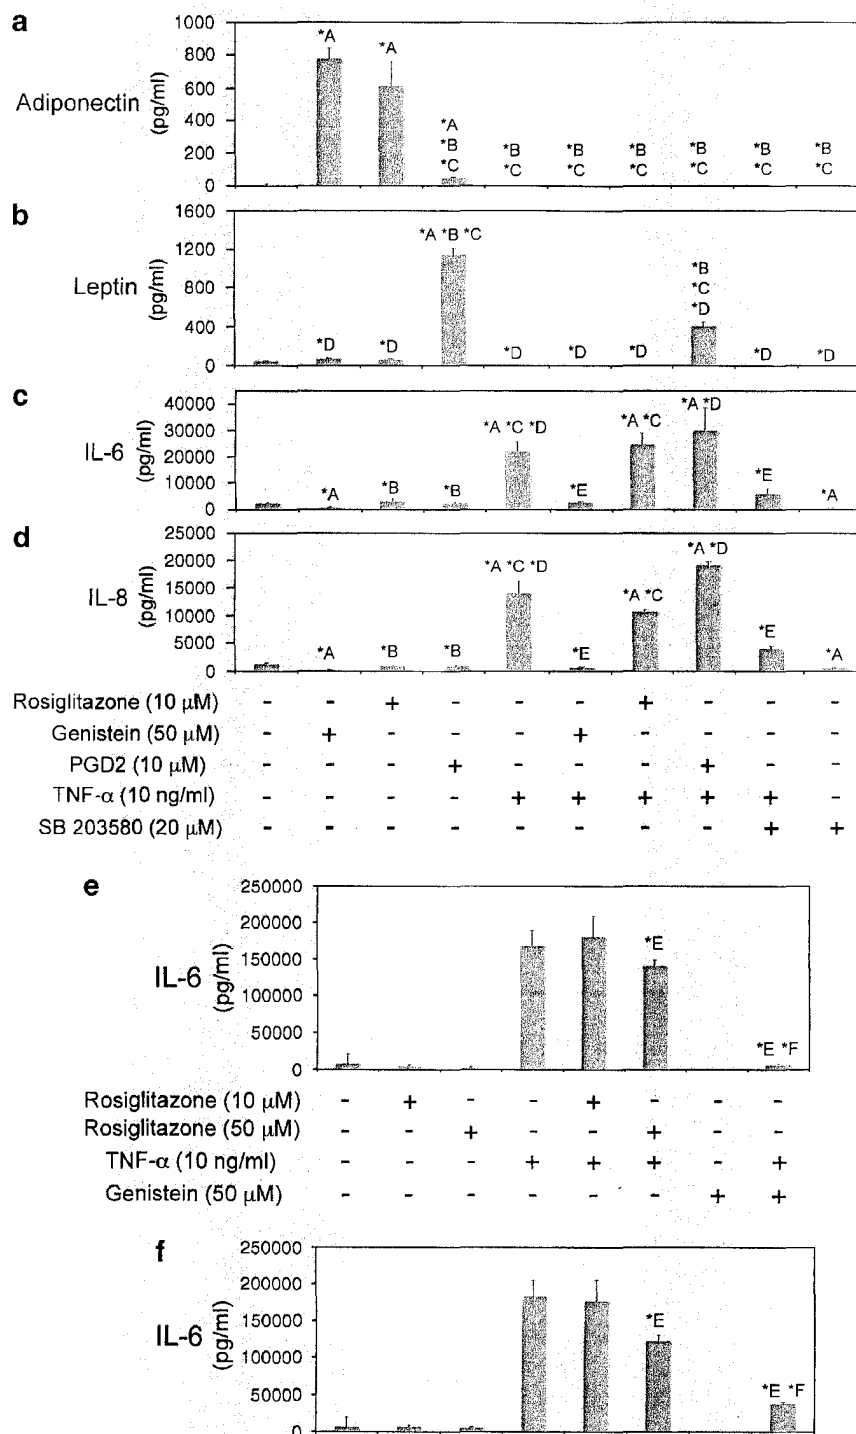 a
Adiponectin
(pg/ml)
1000
800
600
400
200
0
*A
*A
*A
*B
*C
*B
*C
*B
*C
*B
*C
*B
*C
*B
*C
*B
*C
b
Leptin
(pg/ml)
1600
1200
800
400
0
*D
*D
*A *B *C
*D
*D
*D
*B
*C
*D
*D
*D
c
IL-6
(pg/ml)
40000
30000
20000
10000
0
*A
*B
*B
*A *C *D
*E
*A *C
*A *D
*E
*A
d
IL-8
(pg/ml)
25000
20000
15000
10000
5000
0
*A
*B
*B
*A *C *D
*E
*A *C
*A *D
*E
*A
Rosiglitazone (10 μM) - - + - - - + - - -
Genistein (50 μM) - + - - - + - - - -
PGD2 (10 μM) - - - + - - - + - -
TNF-α (10 ng/ml) - - - - + + + + + -
SB 203580 (20 μM) - - - - - - - - + +
e
IL-6
(pg/ml)
250000
200000
150000
100000
50000
0
*E
*E *F
Rosiglitazone (10 μM) - + - - + - - -
Rosiglitazone (50 μM) - - + - - + - -
TNF-α (10 ng/ml) - - - + + + - +
Genistein (50 μM) - - - - - - + +
f
IL-6
(pg/ml)
250000
200000
150000
100000
50000
0
*E
*E *F